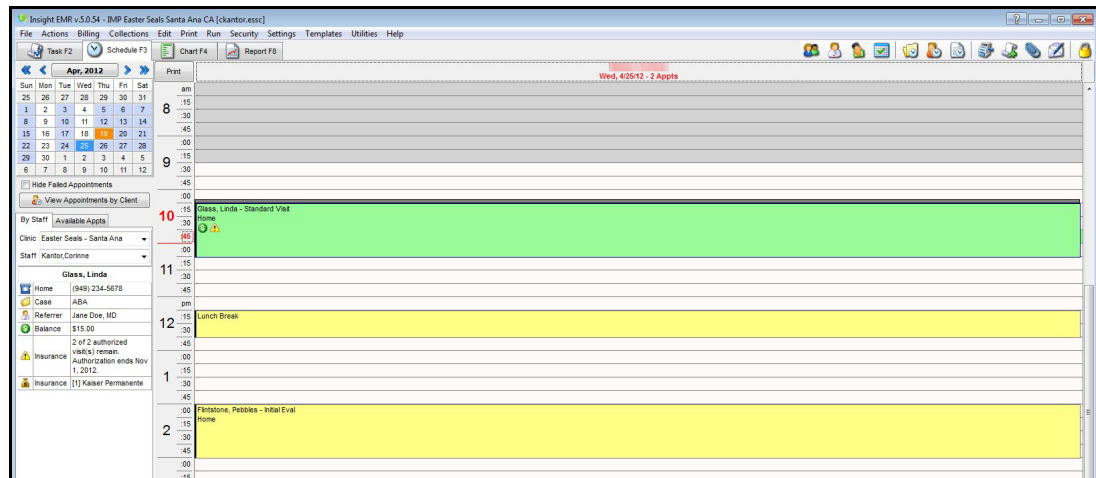 Insight EMR v.5.0.54 - IMP Easter Seals Santa Ana CA [ckantor.essc]
File Actions Billing Collections Edit Print Run Security Settings Templates Utilities Help
Task F2 Schedule F3 Chart F4 Report F8
Apr, 2012
Print
Wed, 4/25/12 - 2 Appts
Sun Mon Tue Wed Thu Fri Sat
25 26 27 28 29 30 31
1 2 3 4 5 6 7
8 9 10 11 12 13 14
15 16 17 18 19 20 21
22 23 24 25 26 27 28
29 30 1 2 3 4 5
6 7 8 9 10 11 12
Hide Failed Appointments
View Appointments by Client
By Staff Available Appts
Clinic Easter Seals - Santa Ana
Staff Kantor,Corinne
Glass, Linda
Home (949) 234-5678
Case ABA
Referrer Jane Doe, MD
Balance $15.00
Insurance 2 of 2 authorized
visit(s) remain.
Authorization ends Nov
1, 2012.
Insurance [1] Kaiser Permanente
am
8 :15
:30
:45
:00
9 :15
:30
:45
:00
10 :15 Glass, Linda - Standard Visit
:30 Home
:45
:00
11 :15
:30
:45
pm
12 :15 Lunch Break
:30
:45
:00
1 :15
:30
:45
:00 Flintstone, Pebbles - Initial Eval
2 :15 Home
:30
:45
:00
:15